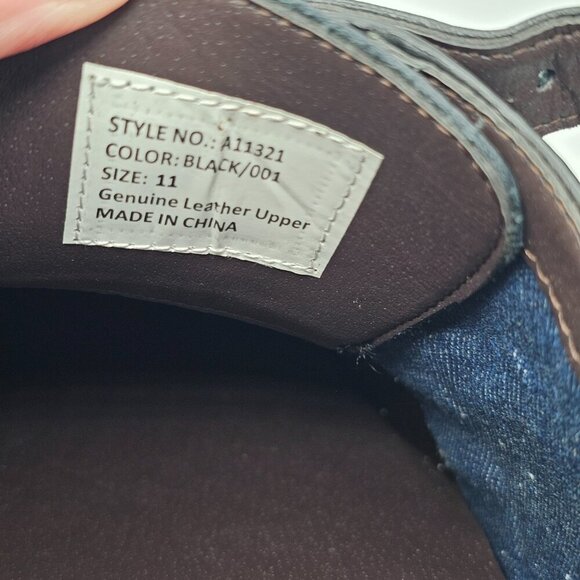 STYLE NO.: A11321
COLOR: BLACK/001
SIZE: 11
Genuine Leather Upper
MADE IN CHINA